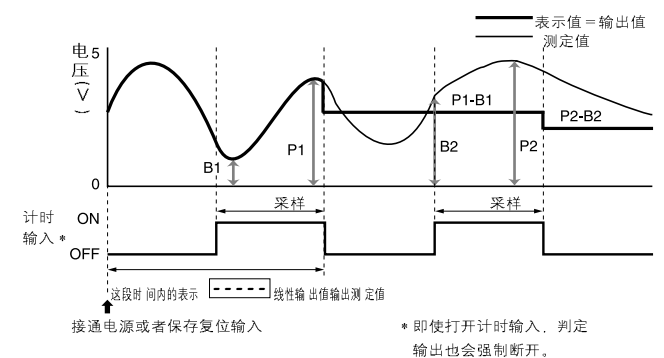 表示值＝输出值
测定值
电压(V)
5
0
B1
P1
P1-B1
B2
P2
P2-B2
采样
采样
计时
输入*
ON
OFF
这段时 间内的表示
线性输 出值输出测 定值
接通电源或者保存复位输入
* 即使打开计时输入，判定
输出也会强制断开。